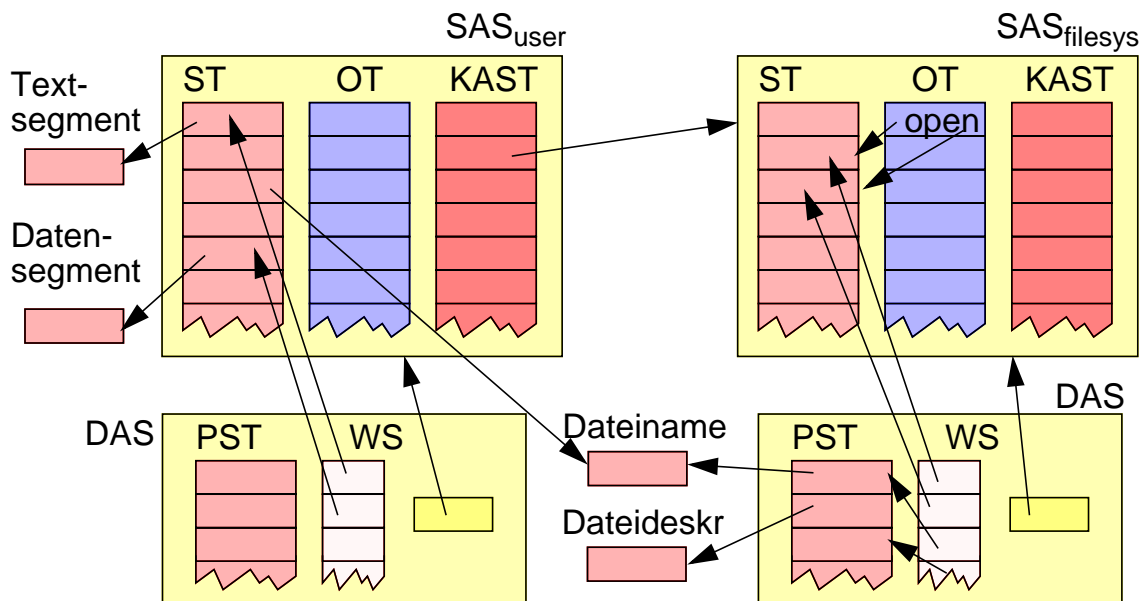 SASuser
SASfilesys
Text-
segment
ST
OT
KAST
ST
OT
KAST
open
Daten-
segment
DAS
PST
WS
Dateiname
Dateideskr
DAS
PST
WS